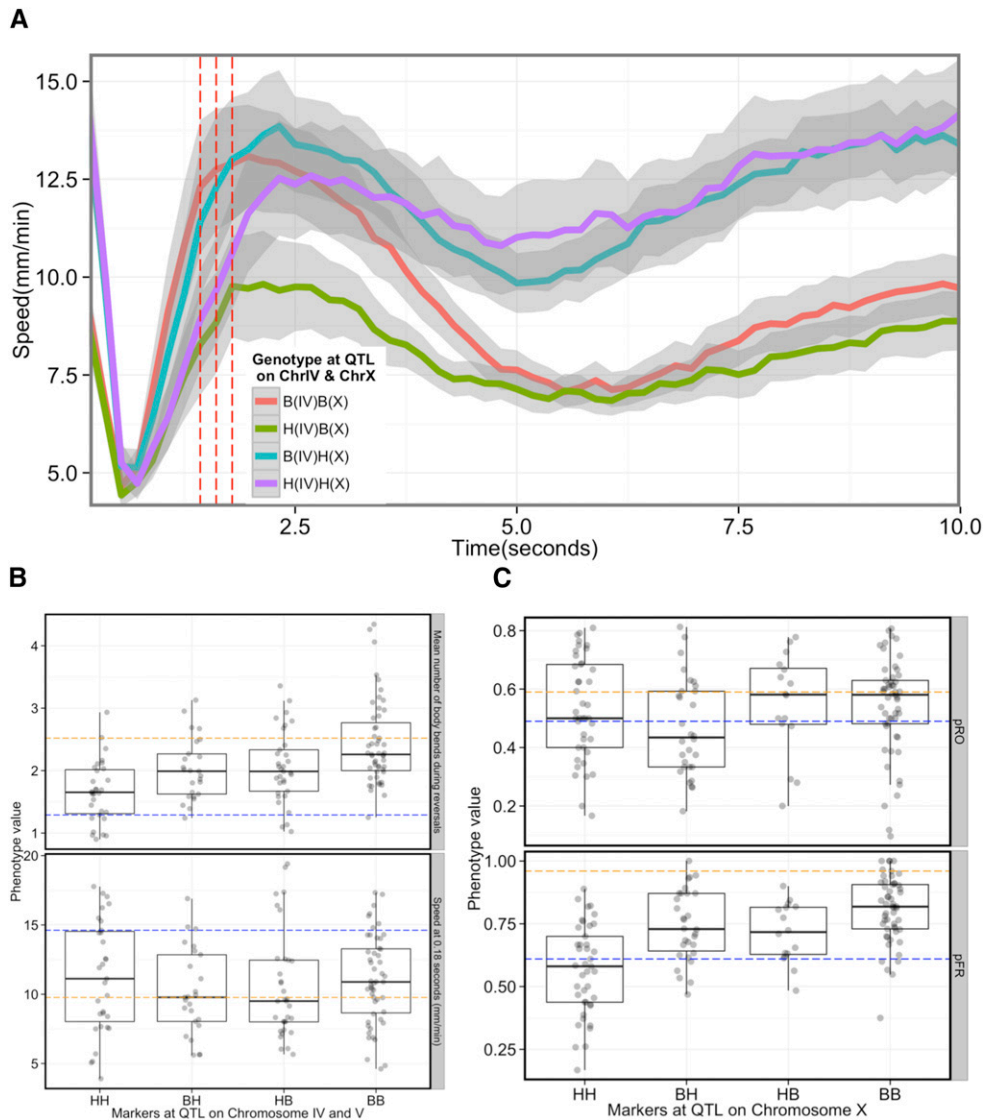 A
Speed(mm/min)
15.0
12.5
10.0
7.5
5.0
Genotype at QTL
on ChrIV & ChrX
B(IV)B(X)
H(IV)B(X)
B(IV)H(X)
H(IV)H(X)
2.5
5.0
7.5
10.0
Time(seconds)
B
Phenotype value
4
3
2
1
Mean number of body bends during reversals
20
15
10
5
Speed at 0.18 seconds (mm/min)
HH
BH
HB
BB
Markers at QTL on Chromosome IV and V
C
Phenotype value
0.8
0.6
0.4
0.2
pRO
1.00
0.75
0.50
0.25
pFR
HH
BH
HB
BB
Markers at QTL on Chromosome X